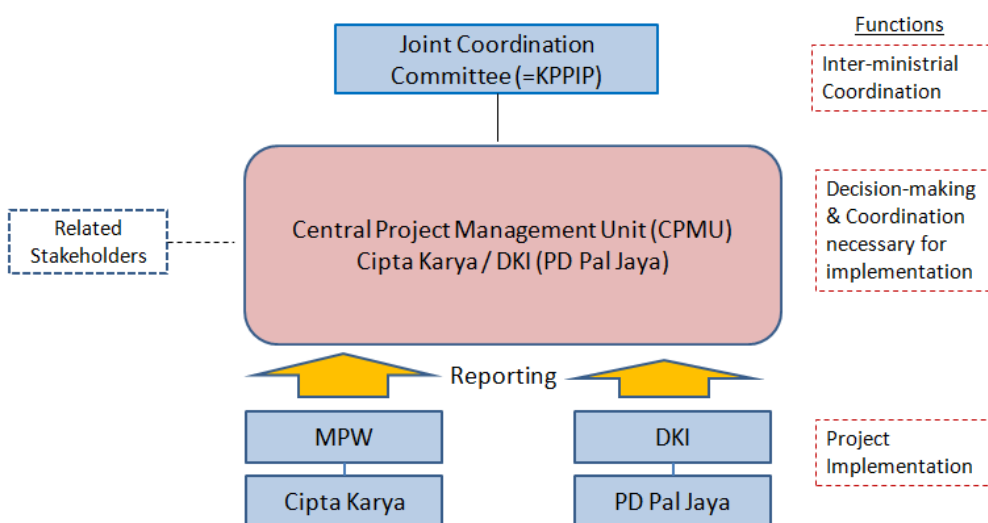 Functions
Joint Coordination
Committee (=KPPIP)
Inter-ministrial
Coordination
Related
Stakeholders
Central Project Management Unit (CPMU)
Cipta Karya / DKI (PD Pal Jaya)
Decision-making
& Coordination
necessary for
implementation
Reporting
MPW
DKI
Cipta Karya
PD Pal Jaya
Project
Implementation